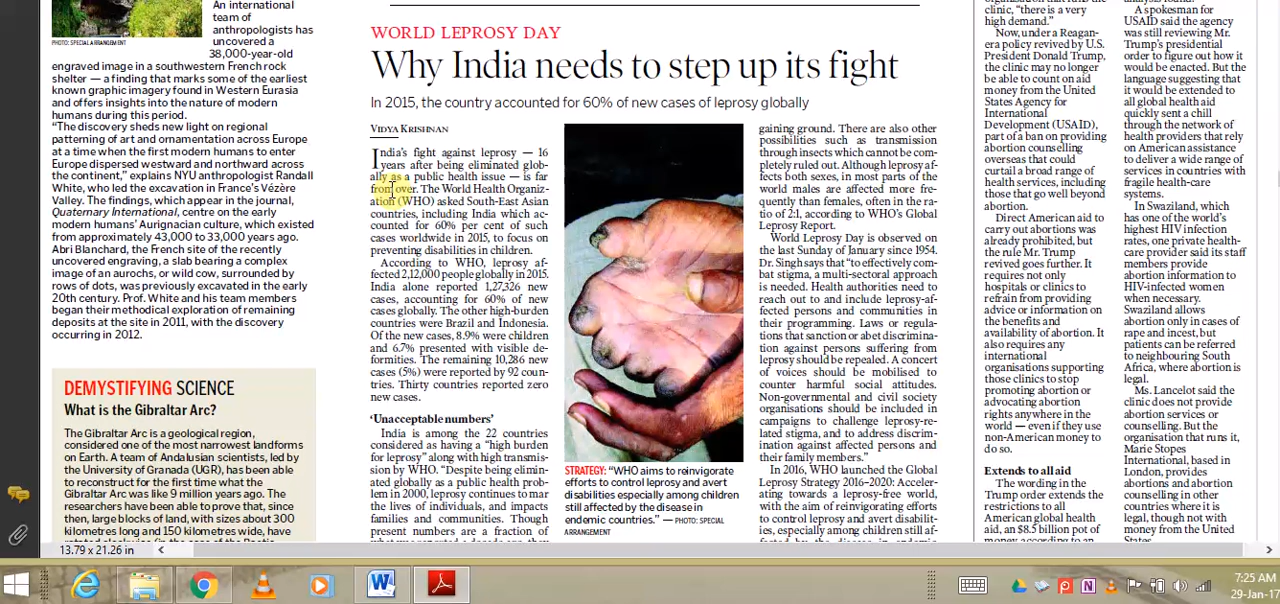 An international
team of
anthropologists has
uncovered a
38,000-year-old
PHOTO: SPECIAL ARRANGEMENT
engraved image in a southwestern French rock
shelter — a finding that marks some of the earliest
known graphic imagery found in Western Eurasia
and offers insights into the nature of modern
humans during this period.
“The discovery sheds new light on regional
patterning of art and ornamentation across Europe
at a time when the first modern humans to enter
Europe dispersed westward and northward across
the continent,” explains NYU anthropologist Randall
White, who led the excavation in France’s Vézère
Valley. The findings, which appear in the journal,
Quaternary International, centre on the early
modern humans’ Aurignacian culture, which existed
from approximately 43,000 to 33,000 years ago.
Abri Blanchard, the French site of the recently
uncovered engraving, a slab bearing a complex
image of an aurochs, or wild cow, surrounded by
rows of dots, was previously excavated in the early
20th century. Prof. White and his team members
began their methodical exploration of remaining
deposits at the site in 2011, with the discovery
occurring in 2012.
DEMYSTIFYING SCIENCE
What is the Gibraltar Arc?
The Gibraltar Arc is a geological region,
considered one of the most narrowest landforms
on Earth. A team of Andalusian scientists, led by
the University of Granada (UGR), has been able
to reconstruct for the first time what the
Gibraltar Arc was like 9 million years ago. The
researchers have been able to prove that, since
then, large blocks of land, with sizes about 300
kilometres long and 150 kilometres wide, have
WORLD LEPROSY DAY
Why India needs to step up its fight
In 2015, the country accounted for 60% of new cases of leprosy globally
VIDYA KRISHNAN
India’s fight against leprosy — 16
years after being eliminated glob-
ally as a public health issue — is far
from over. The World Health Organiz-
ation (WHO) asked South-East Asian
countries, including India which ac-
counted for 60% per cent of such
cases worldwide in 2015, to focus on
preventing disabilities in children.
According to WHO, leprosy af-
fected 2,12,000 people globally in 2015.
India alone reported 1,27,326 new
cases, accounting for 60% of new
cases globally. The other high-burden
countries were Brazil and Indonesia.
Of the new cases, 8.9% were children
and 6.7% presented with visible de-
formities. The remaining 10,286 new
cases (5%) were reported by 92 coun-
tries. Thirty countries reported zero
new cases.
‘Unacceptable numbers’
India is among the 22 countries
considered as having a “high burden
for leprosy” along with high transmis-
sion by WHO. “Despite being elimin-
ated globally as a public health prob-
lem in 2000, leprosy continues to mar
the lives of individuals, and impacts
families and communities. Though
present numbers are a fraction of
STRATEGY: “WHO aims to reinvigorate
efforts to control leprosy and avert
disabilities especially among children
still affected by the disease in
endemic countries.” — PHOTO: SPECIAL
ARRANGEMENT
gaining ground. There are also other
possibilities such as transmission
through insects which cannot be com-
pletely ruled out. Although leprosy af-
fects both sexes, in most parts of the
world males are affected more fre-
quently than females, often in the ratio
of 2:1, according to WHO’s Global
Leprosy Report.
World Leprosy Day is observed on
the last Sunday of January since 1954.
Dr. Singh says that “to effectively com-
bat stigma, a multi-sectoral approach
is needed. Health authorities need to
reach out to and include leprosy-af-
fected persons and communities in
their programming. Laws or regula-
tions that sanction or abet discrimina-
tion against persons suffering from
leprosy should be repealed. A concert
of voices should be mobilised to
counter harmful social attitudes.
Non-governmental and civil society
organisations should be included in
campaigns to challenge leprosy-re-
lated stigma, and to address discrim-
ination against affected persons and
their family members.”
In 2016, WHO launched the Global
Leprosy Strategy 2016-2020: Acceler-
ating towards a leprosy-free world,
with the aim of reinvigorating efforts
to control leprosy and avert disabilit-
ies, especially among children still af-
clinic, “there is a very
high demand.”
Now, under a Reagan-
era policy revived by U.S.
President Donald Trump,
the clinic may no longer
be able to count on aid
money from the United
States Agency for
International
Development (USAID),
part of a ban on providing
abortion counselling
overseas that could
curtail a broad range of
health services, including
those that go well beyond
abortion.
Direct American aid to
carry out abortions was
already prohibited, but
the rule Mr. Trump
revived goes further. It
requires not only
hospitals or clinics to
refrain from providing
advice or information on
the benefits and
availability of abortion. It
also requires any
international
organisations supporting
those clinics to stop
promoting abortion or
advocating abortion
rights anywhere in the
world — even if they use
non-American money to
do so.
Extends to all aid
The wording in the
Trump order extends the
restrictions to all
American global health
aid, an $8.5 billion pot of
money, according to an
A spokesman for
USAID said the agency
was still reviewing Mr.
Trump’s presidential
order to figure out how it
would be enacted. But the
language suggesting that
it would be extended to
all global health aid
quickly sent a chill
through the network of
health providers that rely
on American assistance
to deliver a wide range of
services in countries with
fragile health-care
systems.
In Swaziland, which
has one of the world’s
highest HIV infection
rates, one private health-
care provider said its staff
members provide
abortion information to
HIV-infected women
when necessary.
Swaziland allows
abortion only in cases of
rape and incest, but
patients can be referred
to neighbouring South
Africa, where abortion is
legal.
Ms. Lancelot said the
clinic does not provide
abortion services or
counselling. But the
organisation that runs it,
Marie Stopes
International, based in
London, provides
abortions and abortion
counselling in other
countries where it is
legal, though not with
money from the United
States.
13.79 x 21.26 in
7:25 AM
29-Jan-17